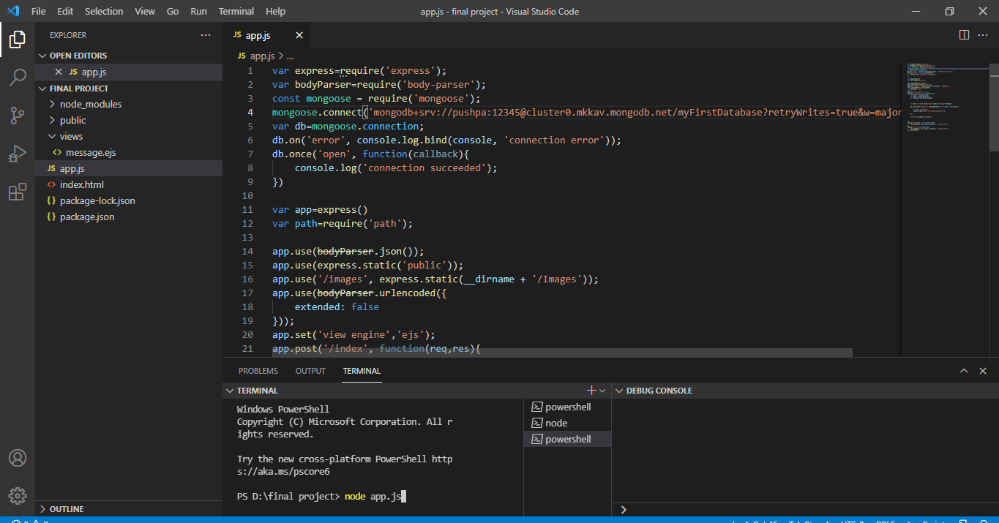 File Edit Selection View Go Run Terminal Help app.js - final project - Visual Studio Code
EXPLORER
OPEN EDITORS
JS app.js
FINAL PROJECT
node_modules
public
views
<> message.ejs
JS app.js
<> index.html
{} package-lock.json
{} package.json
OUTLINE
JS app.js
JS app.js > ...
1 var express=require('express');
2 var bodyParser=require('body-parser');
3 const mongoose = require('mongoose');
4 mongoose.connect('mongodb+srv://pushpa:12345@cluster0.mkkav.mongodb.net/myFirstDatabase?retryWrites=true&w=major
5 var db=mongoose.connection;
6 db.on('error', console.log.bind(console, 'connection error'));
7 db.once('open', function(callback){
8 console.log('connection succeeded');
9 })
10
11 var app=express()
12 var path=require('path');
13
14 app.use(bodyParser.json());
15 app.use(express.static('public'));
16 app.use('/images', express.static(__dirname + '/Images'));
17 app.use(bodyParser.urlencoded({
18 extended: false
19 }));
20 app.set('view engine','ejs');
21 app.post('/index', function(req,res){
PROBLEMS OUTPUT TERMINAL
TERMINAL
Windows PowerShell
Copyright (C) Microsoft Corporation. All r
ights reserved.
Try the new cross-platform PowerShell http
s://aka.ms/pscore6
PS D:\final project> node app.js
powershell
node
powershell
DEBUG CONSOLE